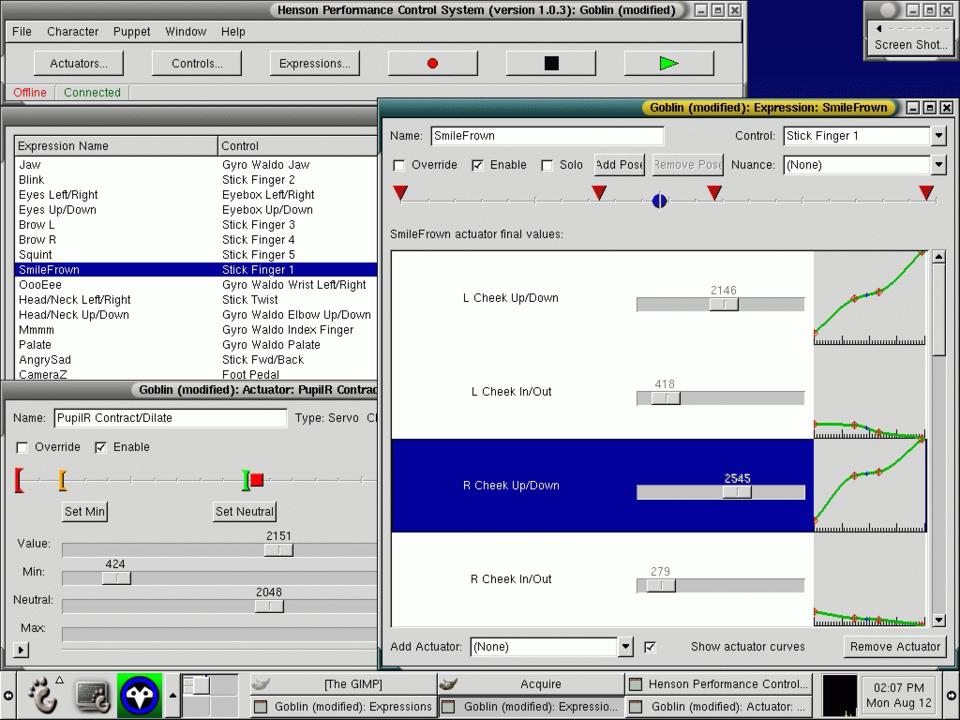 Henson Performance Control System (version 1.0.3): Goblin (modified)
File Character Puppet Window Help
Actuators... Controls... Expressions...
Offline Connected
Screen Shot...
Expression Name Control
Jaw Gyro Waldo Jaw
Blink Stick Finger 2
Eyes Left/Right Eyebox Left/Right
Eyes Up/Down Eyebox Up/Down
Brow L Stick Finger 3
Brow R Stick Finger 4
Squint Stick Finger 5
SmileFrown Stick Finger 1
OooEee Gyro Waldo Wrist Left/Right
Head/Neck Left/Right Stick Twist
Head/Neck Up/Down Gyro Waldo Elbow Up/Down
Mmmm Gyro Waldo Index Finger
Palate Gyro Waldo Palate
AngrySad Stick Fwd/Back
CameraZ Foot Pedal
Goblin (modified): Actuator: PupilR Contrac
Name: PupilR Contract/Dilate Type: Servo
Override Enable
Set Min Set Neutral
Value: 2151
Min: 424
Neutral: 2048
Max:
Goblin (modified): Expression: SmileFrown
Name: SmileFrown Control: Stick Finger 1
Override Enable Solo Add Pose Remove Pose Nuance: (None)
SmileFrown actuator final values:
L Cheek Up/Down 2146
L Cheek In/Out 418
R Cheek Up/Down 2545
R Cheek In/Out 279
Add Actuator: (None) Show actuator curves Remove Actuator
[The GIMP] Acquire Henson Performance Control...
Goblin (modified): Expressions Goblin (modified): Expressio... Goblin (modified): Actuator: ...
02:07 PM
Mon Aug 12